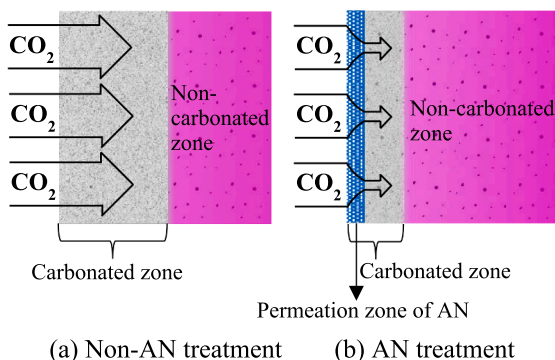 CO2
CO2
CO2
Non-
carbonated
zone
Carbonated zone
CO2
CO2
CO2
Non-carbonated
zone
Carbonated zone
Permeation zone of AN
(a) Non-AN treatment
(b) AN treatment